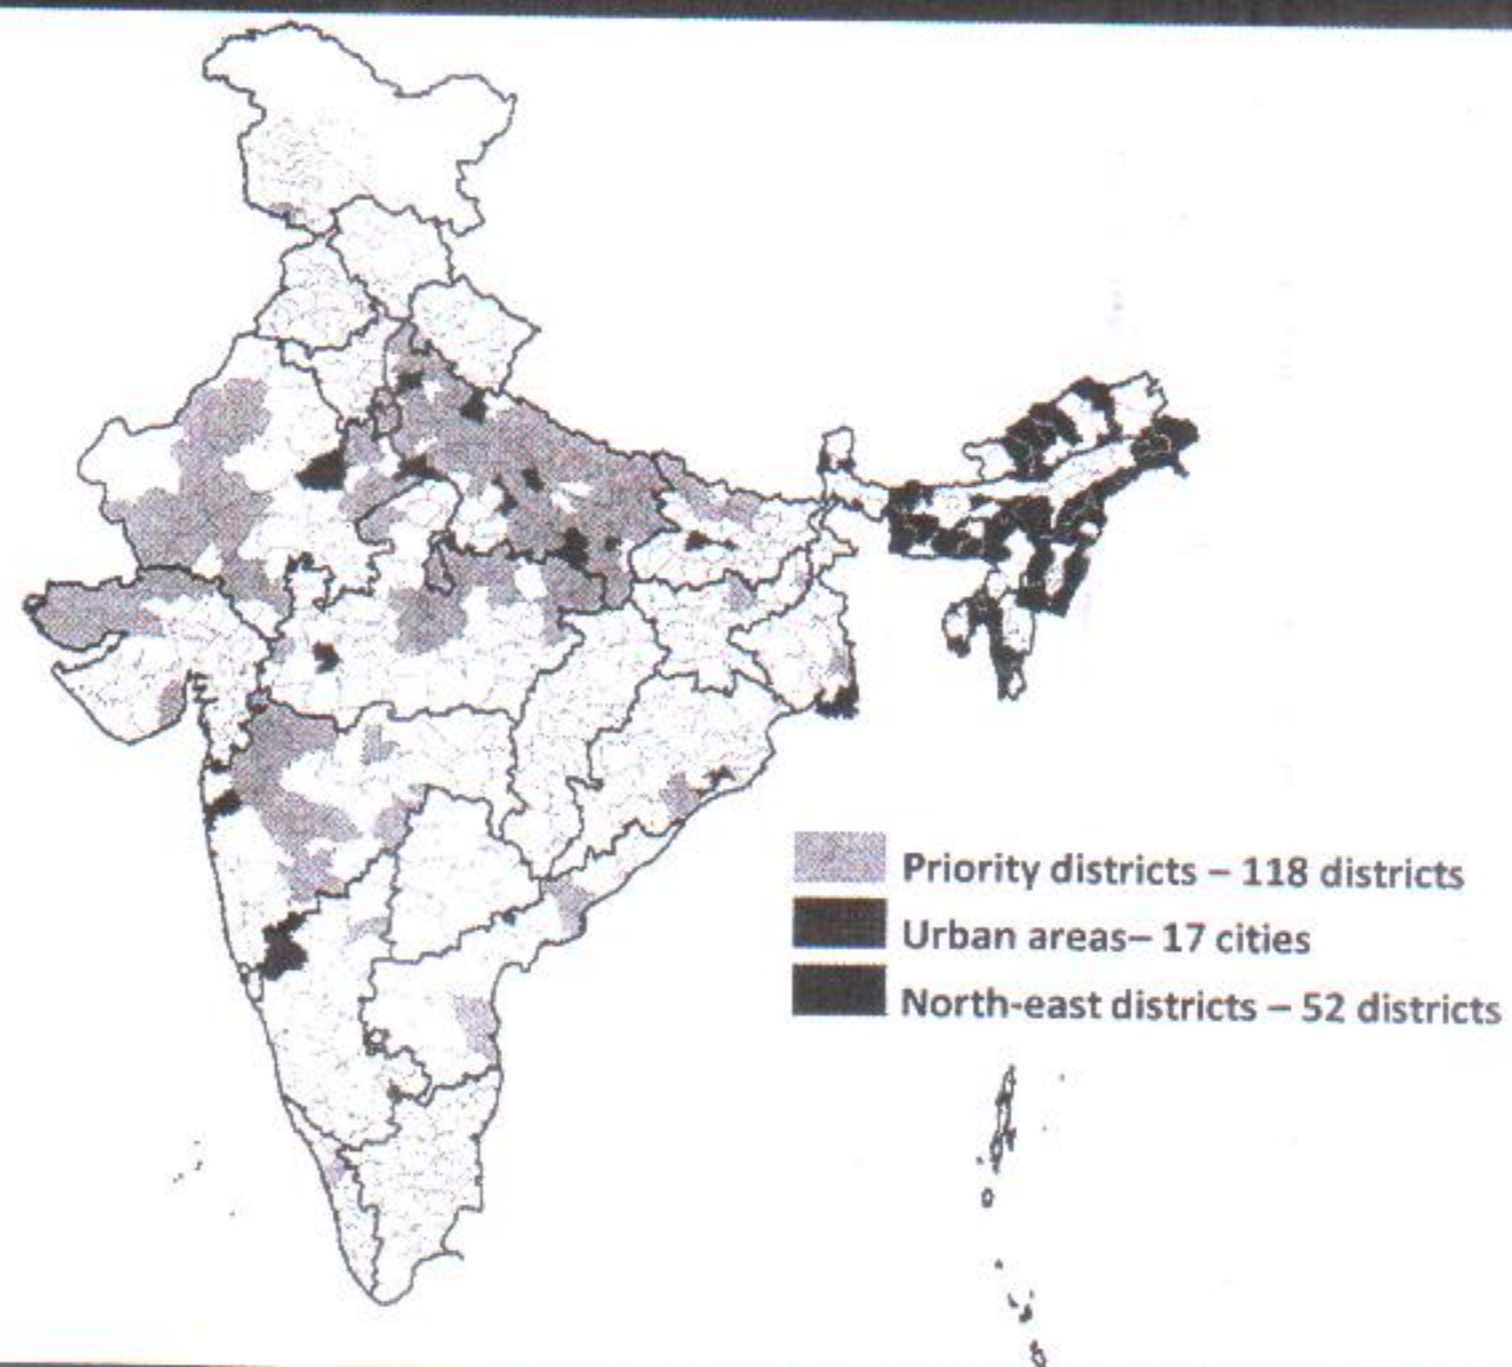 Priority districts – 118 districts
Urban areas– 17 cities
North-east districts – 52 districts